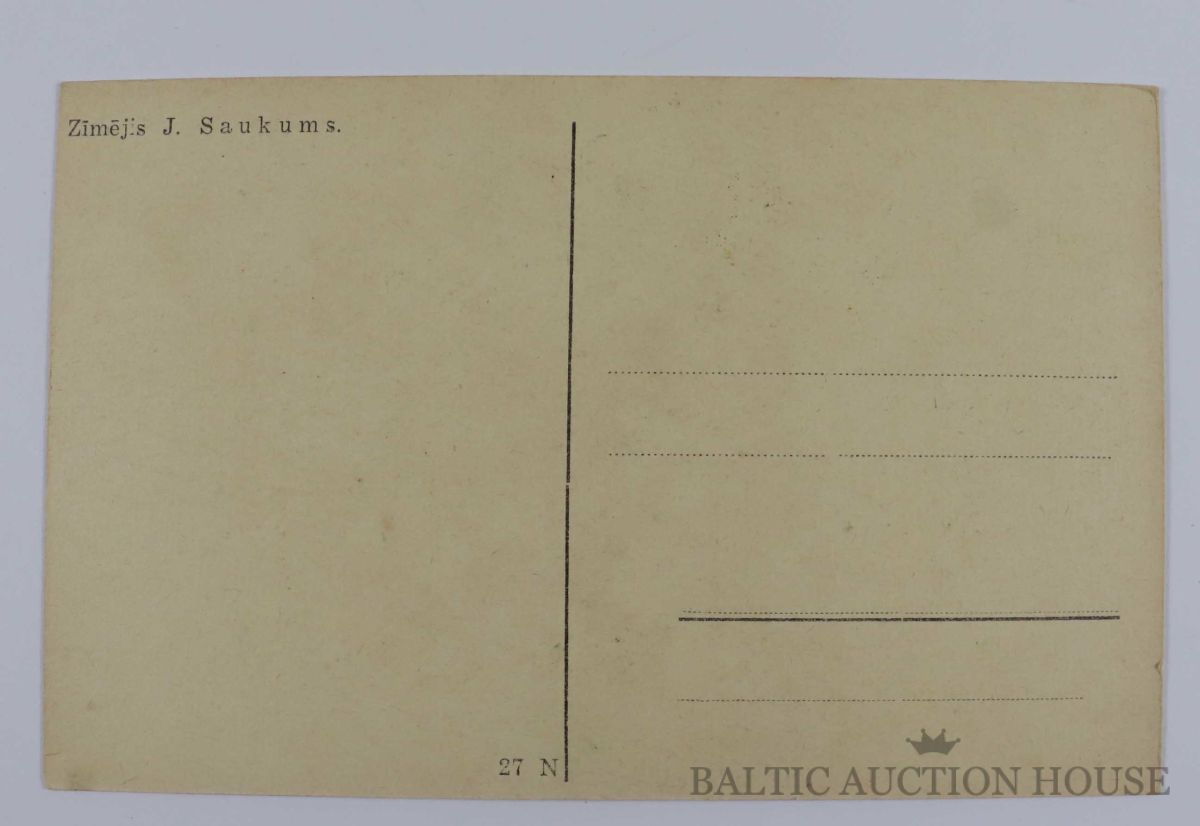 Zīmējis J. Saukums.
27 N
BALTIC AUCTION HOUSE